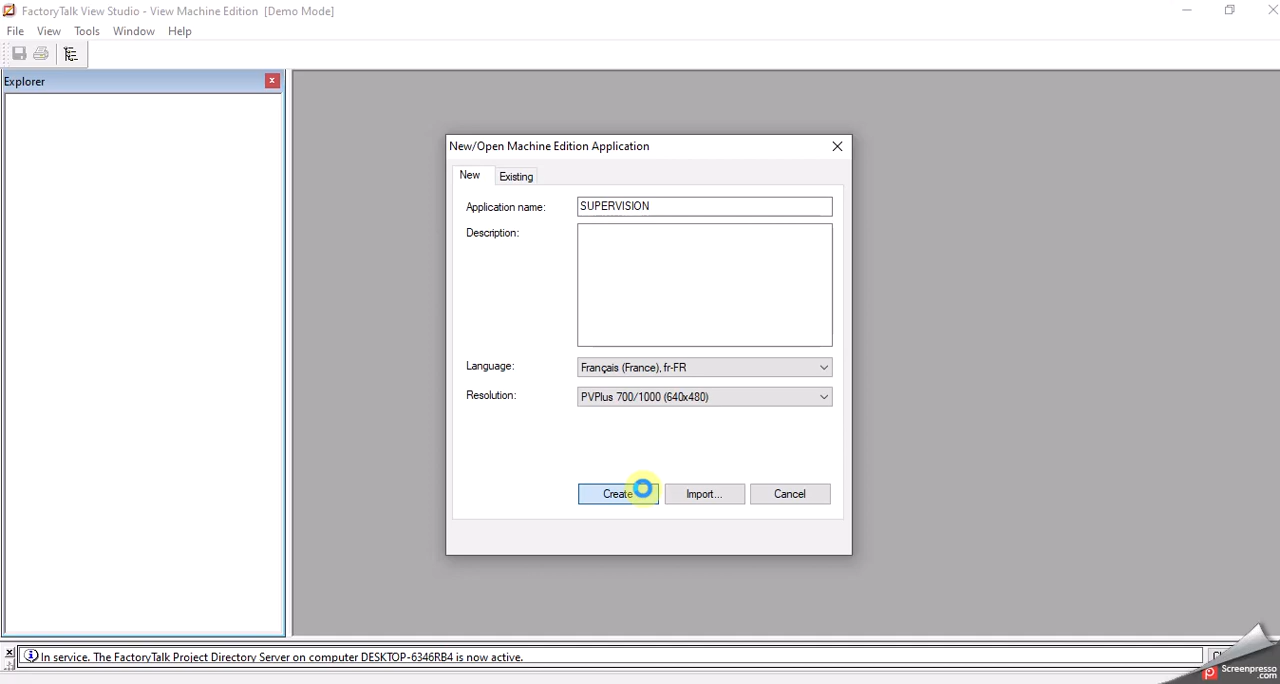 FactoryTalk View Studio - View Machine Edition [Demo Mode]
File View Tools Window Help
Explorer
New/Open Machine Edition Application
New Existing
Application name: SUPERVISION
Description:
Language: Français (France), fr-FR
Resolution: PVPlus 700/1000 (640x480)
Create Import... Cancel
In service. The FactoryTalk Project Directory Server on computer DESKTOP-6346RB4 is now active.
Screenpresso
.com